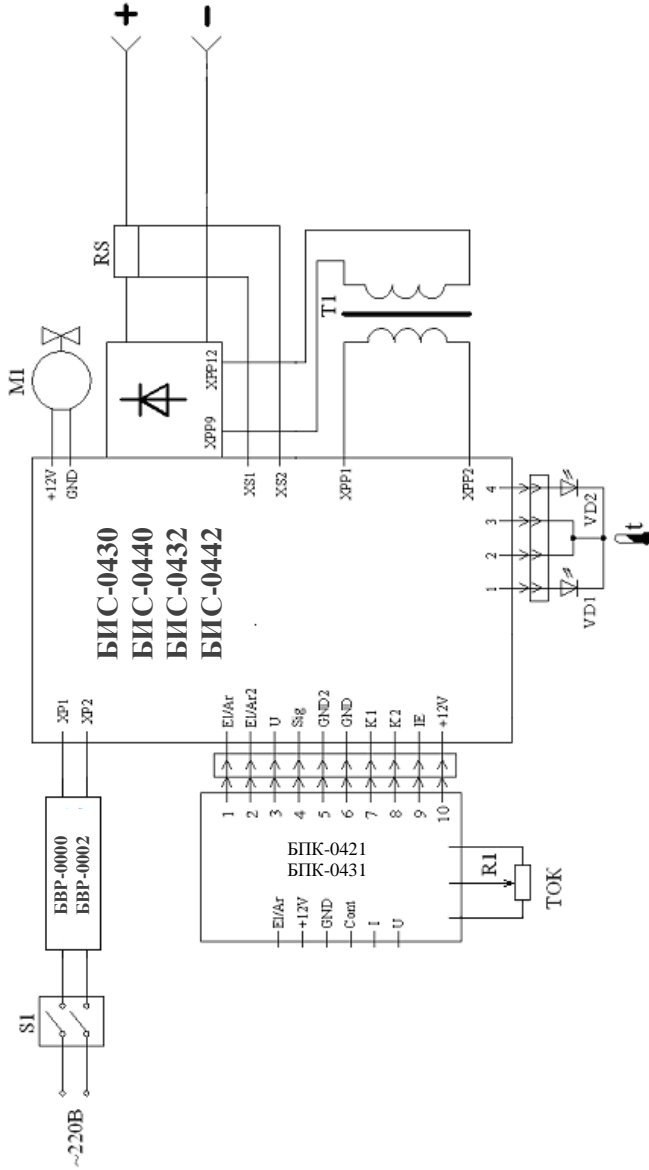 ~220В
S1
БВР-0000
БВР-0002
XP1
XP2
+12V
GND
M1
БИС-0430
БИС-0440
БИС-0432
БИС-0442
XPP9
XPP12
RS
+
-
XS1
XS2
XPP1
XPP2
T1
El/Ar
El/Ar2
U
Sig
GND2
GND
K1
K2
IE
+12V
1
2
3
4
5
6
7
8
9
10
БПК-0421
БПК-0431
El/Ar
+12V
GND
Cont
I
U
R1
ТОК
1
2
3
4
VD1
VD2
t